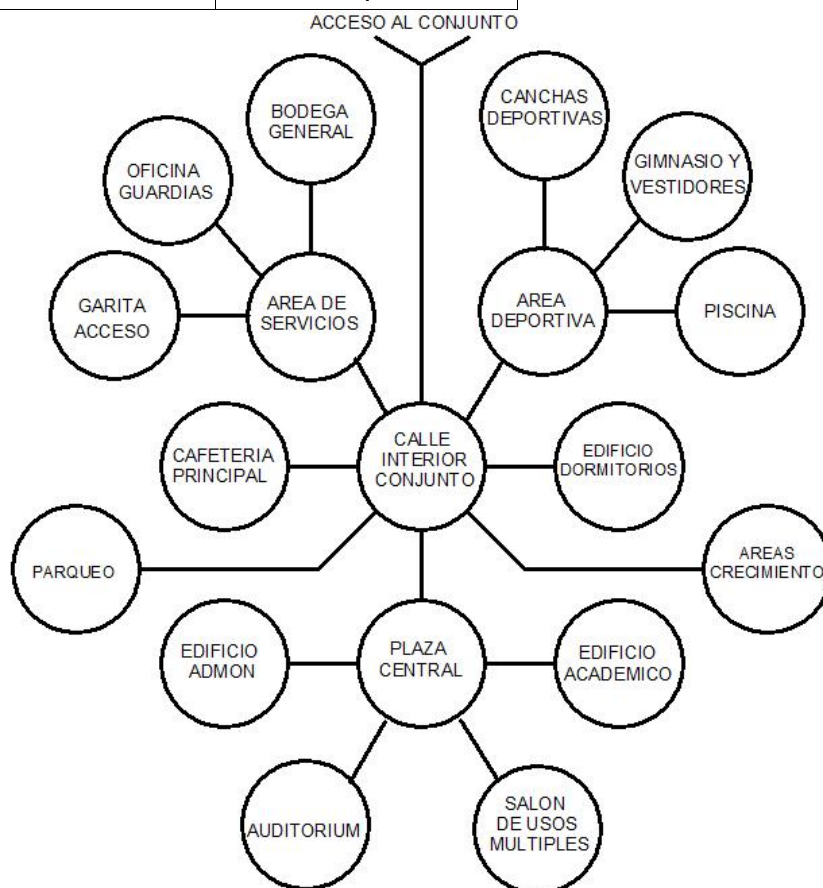 ACCESO AL CONJUNTO
BODEGA
GENERAL
CANCHAS
DEPORTIVAS
OFICINA
GUARDIAS
GIMNASIO Y
VESTIDORES
GARITA
ACCESO
AREA DE
SERVICIOS
AREA
DEPORTIVA
PISCINA
CAFETERIA
PRINCIPAL
CALLE
INTERIOR
CONJUNTO
EDIFICIO
DORMITORIOS
PARQUEO
AREAS
CRECIMIENTO
EDIFICIO
ADMON
PLAZA
CENTRAL
EDIFICIO
ACADEMICO
AUDITORIUM
SALON
DE USOS
MULTIPLES